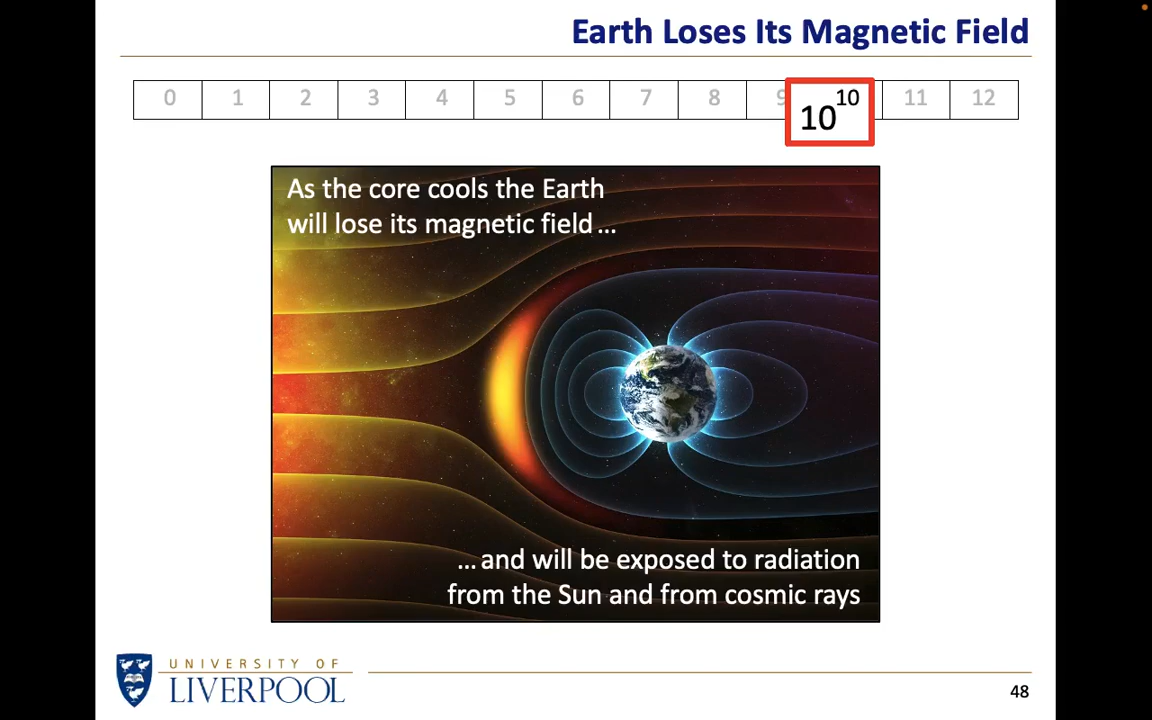 Earth Loses Its Magnetic Field
0 1 2 3 4 5 6 7 8 9 10^10 11 12
As the core cools the Earth
will lose its magnetic field ...
... and will be exposed to radiation
from the Sun and from cosmic rays
UNIVERSITY OF
LIVERPOOL
48